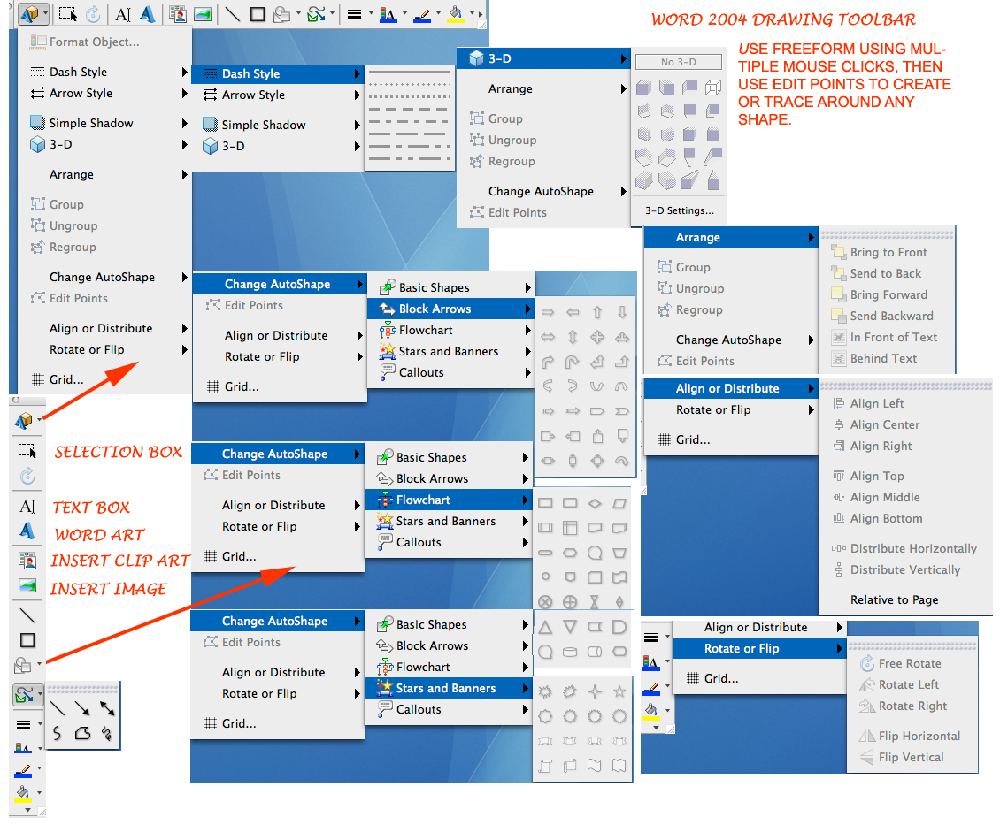 WORD 2004 DRAWING TOOLBAR
USE FREEFORM USING MUL-
TIPLE MOUSE CLICKS, THEN
USE EDIT POINTS TO CREATE
OR TRACE AROUND ANY
SHAPE.
A
A
Format Object...
Dash Style
Arrow Style
Simple Shadow
3-D
Arrange
Group
Ungroup
Regroup
Change AutoShape
Edit Points
Align or Distribute
Rotate or Flip
Grid...
Dash Style
Arrow Style
Simple Shadow
3-D
3-D
Arrange
Group
Ungroup
Regroup
Change AutoShape
Edit Points
No 3-D
3-D Settings...
Arrange
Group
Ungroup
Regroup
Change AutoShape
Edit Points
Bring to Front
Send to Back
Bring Forward
Send Backward
In Front of Text
Behind Text
Change AutoShape
Edit Points
Align or Distribute
Rotate or Flip
Grid...
Basic Shapes
Block Arrows
Flowchart
Stars and Banners
Callouts
Align or Distribute
Rotate or Flip
Grid...
Align Left
Align Center
Align Right
Align Top
Align Middle
Align Bottom
Distribute Horizontally
Distribute Vertically
Relative to Page
SELECTION BOX
A
TEXT BOX
A
WORD ART
INSERT CLIP ART
INSERT IMAGE
Change AutoShape
Edit Points
Align or Distribute
Rotate or Flip
Grid...
Basic Shapes
Block Arrows
Flowchart
Stars and Banners
Callouts
Change AutoShape
Edit Points
Align or Distribute
Rotate or Flip
Grid...
Basic Shapes
Block Arrows
Flowchart
Stars and Banners
Callouts
Align or Distribute
Rotate or Flip
Grid...
Free Rotate
Rotate Left
Rotate Right
Flip Horizontal
Flip Vertical